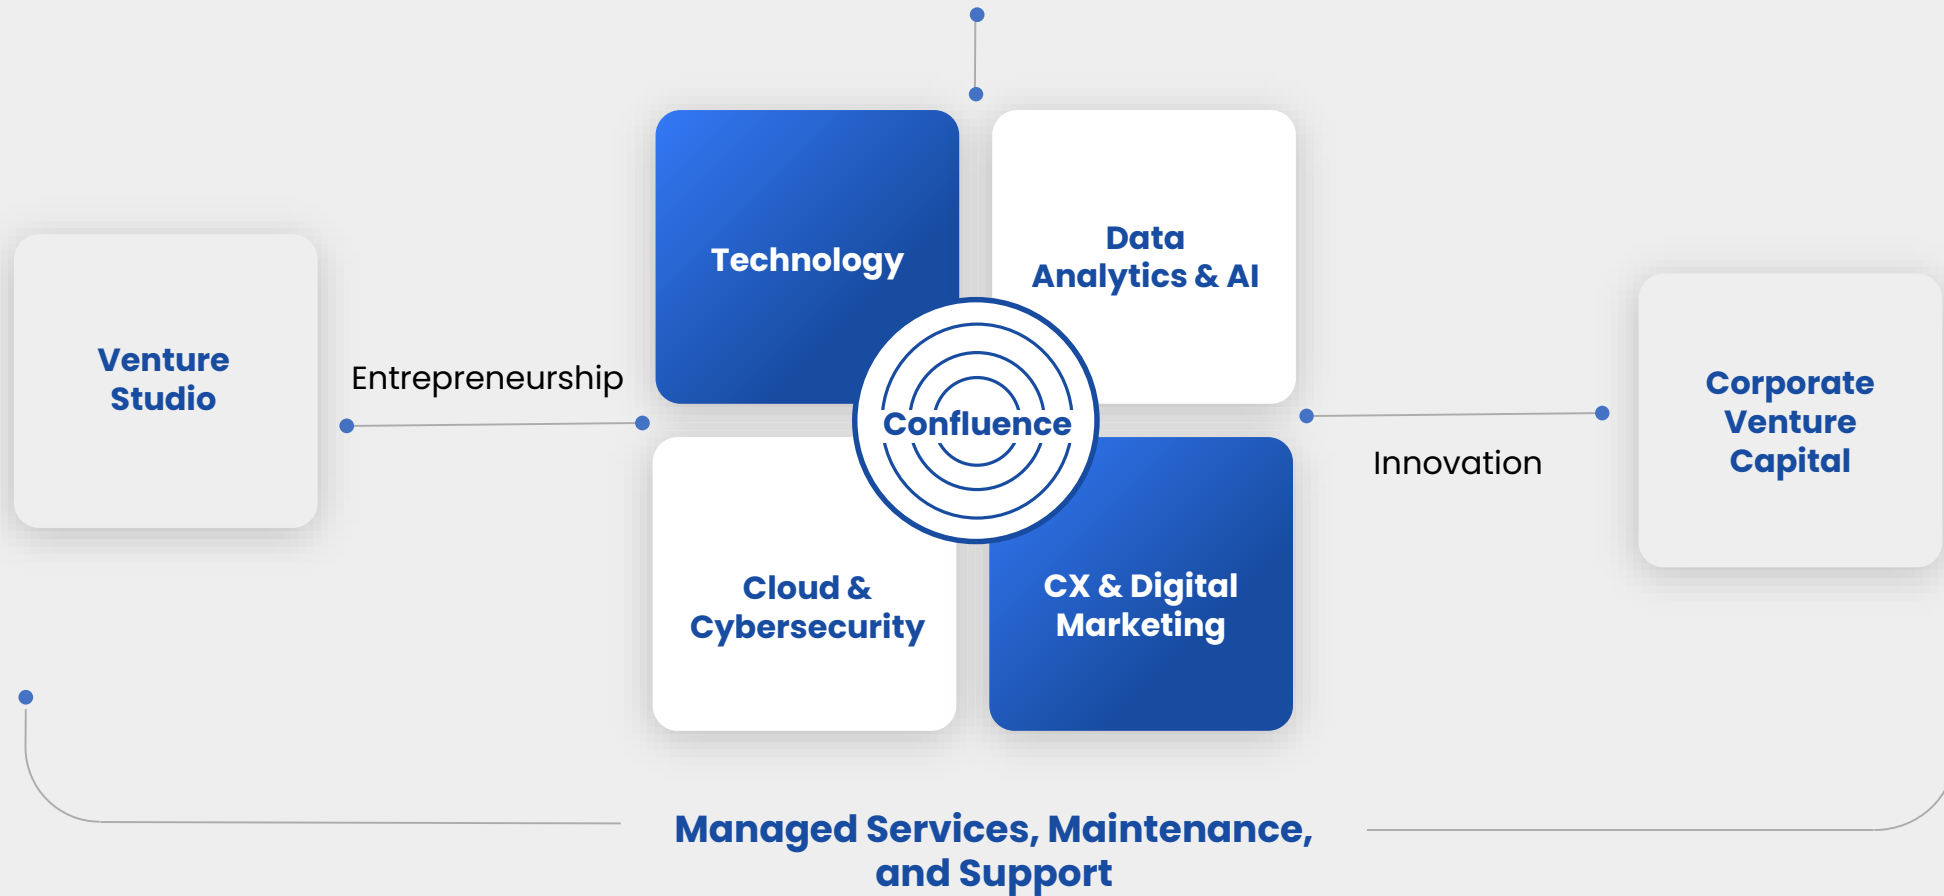 Technology
Data
Analytics & AI
Venture
Studio
Entrepreneurship
Confluence
Innovation
Corporate
Venture
Capital
Cloud &
Cybersecurity
CX & Digital
Marketing
Managed Services, Maintenance,
and Support